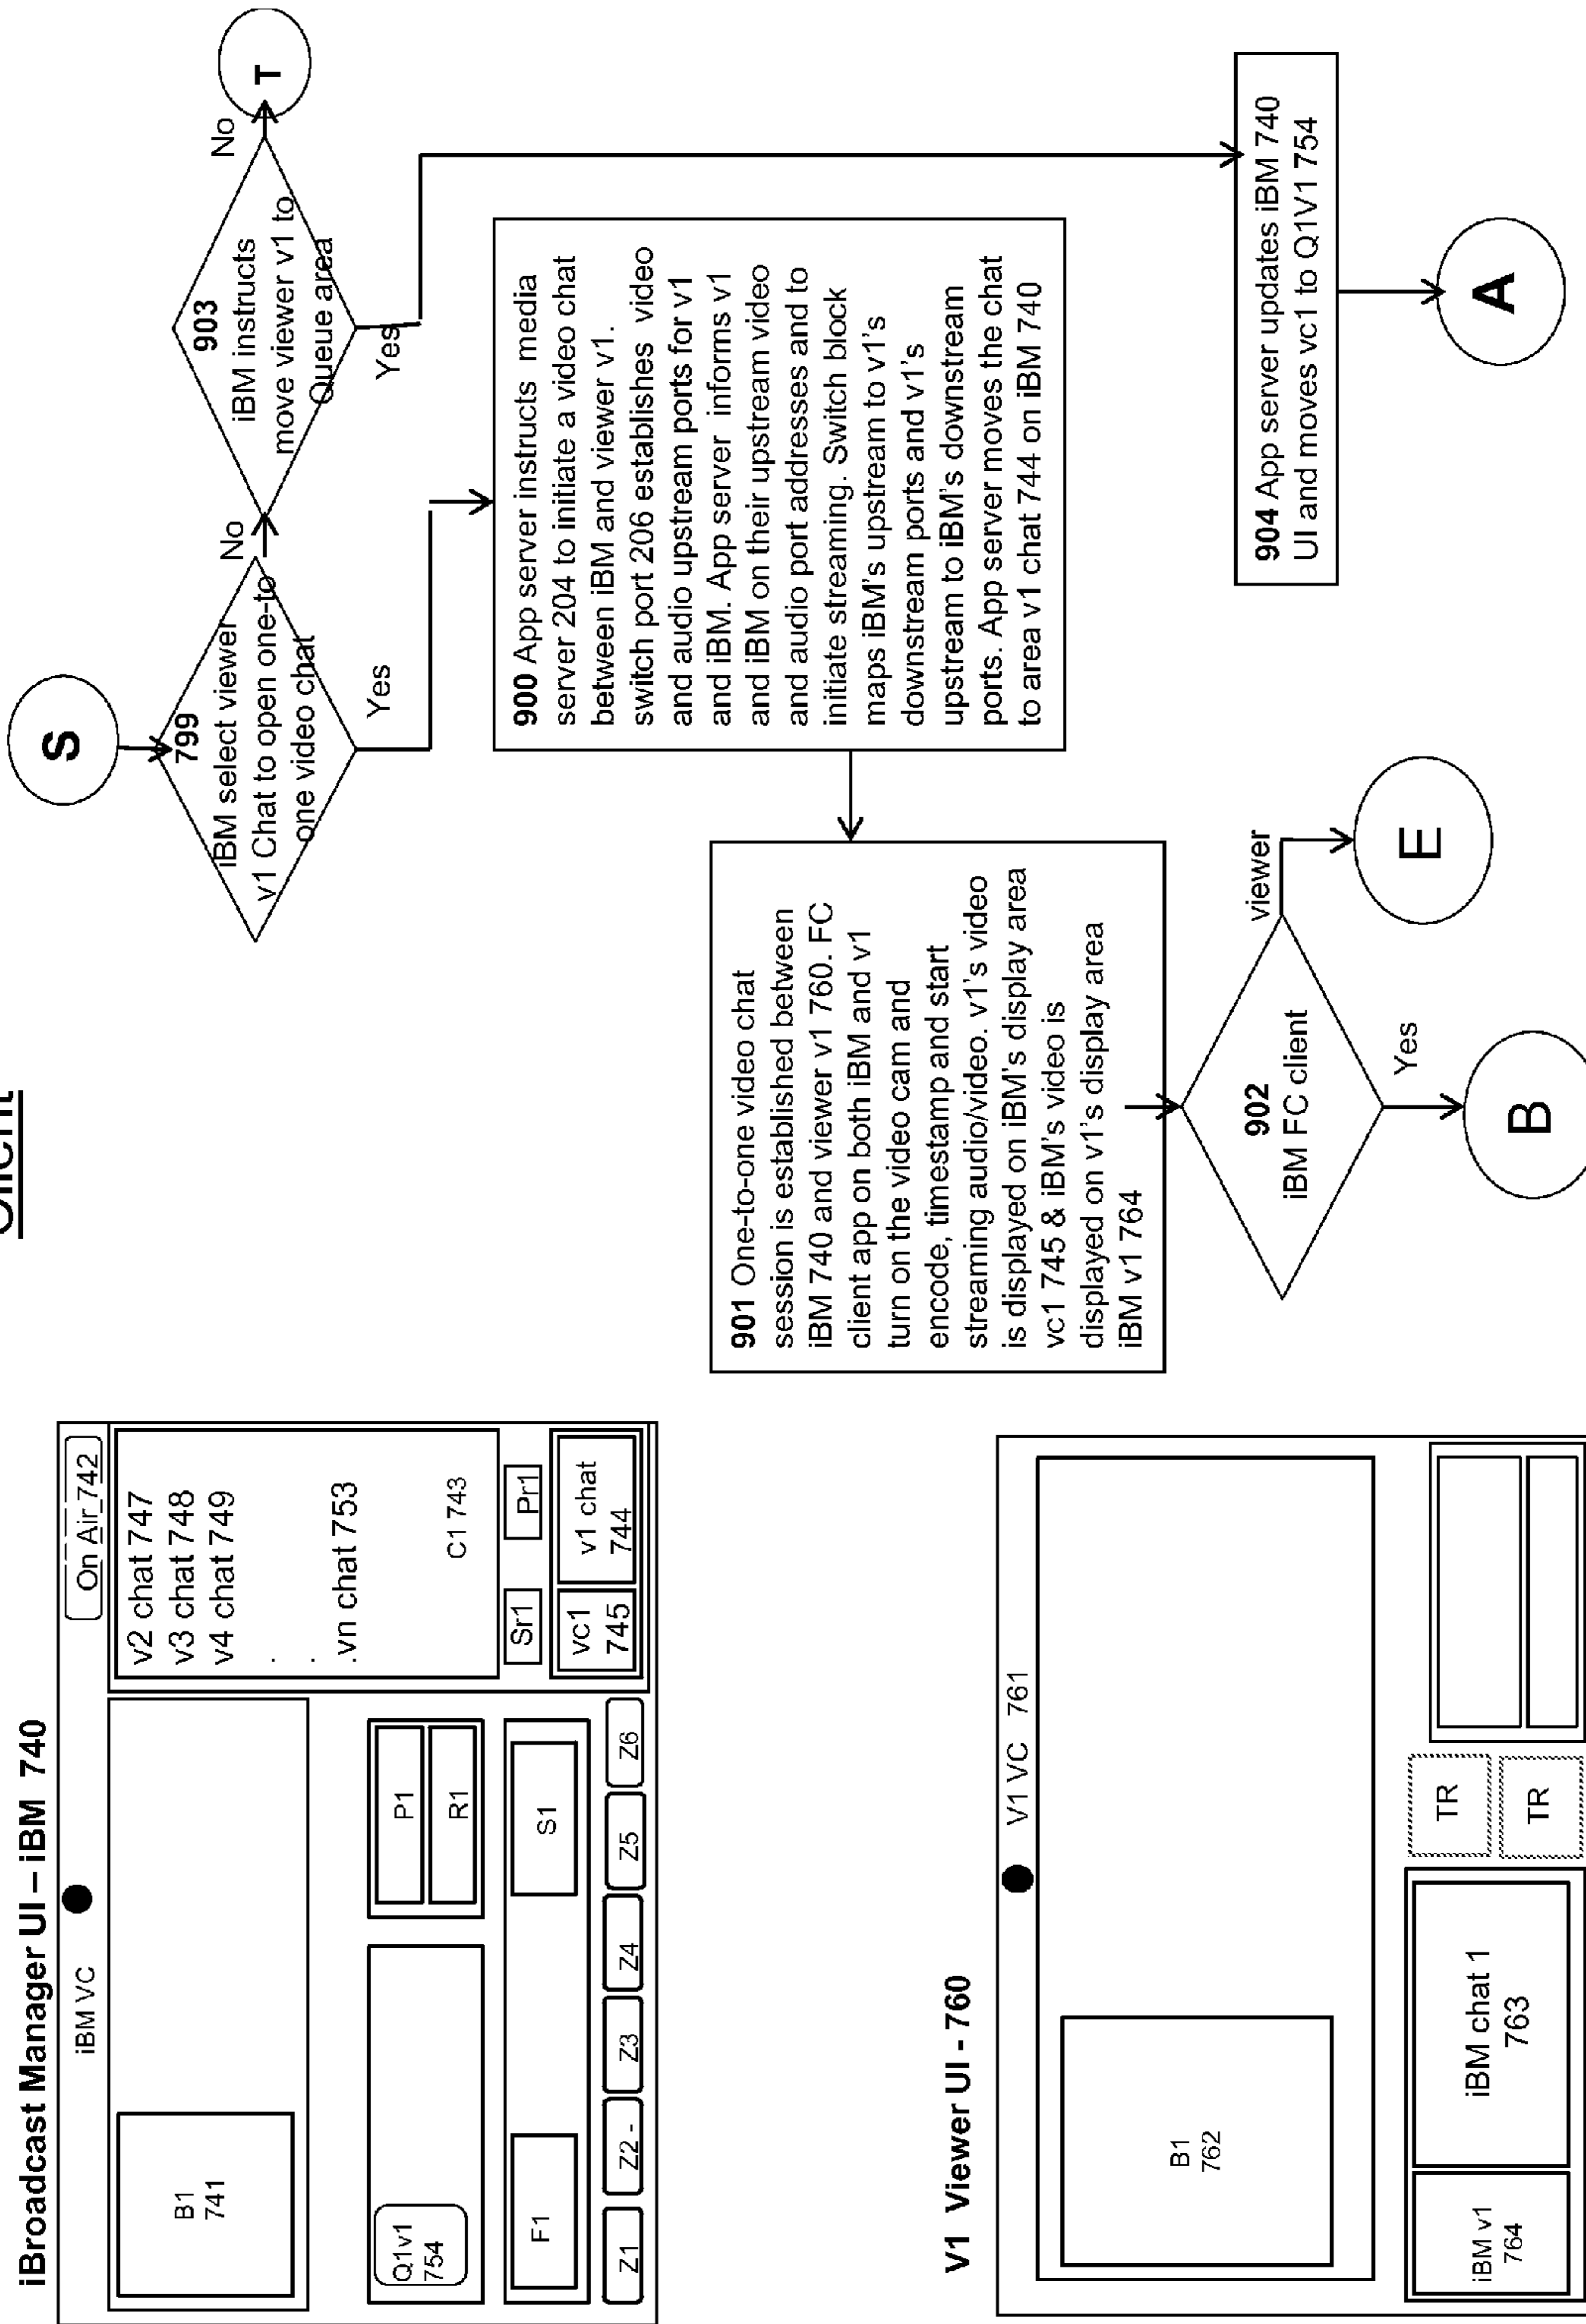 Client
iBroadcast Manager UI – iBM 740
iBM VC
On Air 742
B1
741
v2 chat 747
v3 chat 748
v4 chat 749
.
.
.vn chat 753
C1 743
Q1v1
754
P1
R1
Sr1
Pr1
F1
S1
vc1
745
v1 chat
744
Z1
Z2 -
Z3
Z4
Z5
Z6
V1 Viewer UI - 760
V1 VC 761
B1
762
iBM v1
764
iBM chat 1
763
TR
TR
S
799
iBM select viewer
v1 Chat to open one-to
one video chat
No
Yes
903
iBM instructs
move viewer v1 to
Queue area
No
Yes
T
900 App server instructs media
server 204 to initiate a video chat
between iBM and viewer v1.
switch port 206 establishes video
and audio upstream ports for v1
and iBM. App server informs v1
and iBM on their upstream video
and audio port addresses and to
initiate streaming. Switch block
maps iBM's upstream to v1's
downstream ports and v1's
upstream to iBM's downstream
ports. App server moves the chat
to area v1 chat 744 on iBM 740
901 One-to-one video chat
session is established between
iBM 740 and viewer v1 760. FC
client app on both iBM and v1
turn on the video cam and
encode, timestamp and start
streaming audio/video. v1's video
is displayed on iBM's display area
vc1 745 & iBM's video is
displayed on v1's display area
iBM v1 764
902
iBM FC client
viewer
Yes
E
B
904 App server updates iBM 740
UI and moves vc1 to Q1V1 754
A